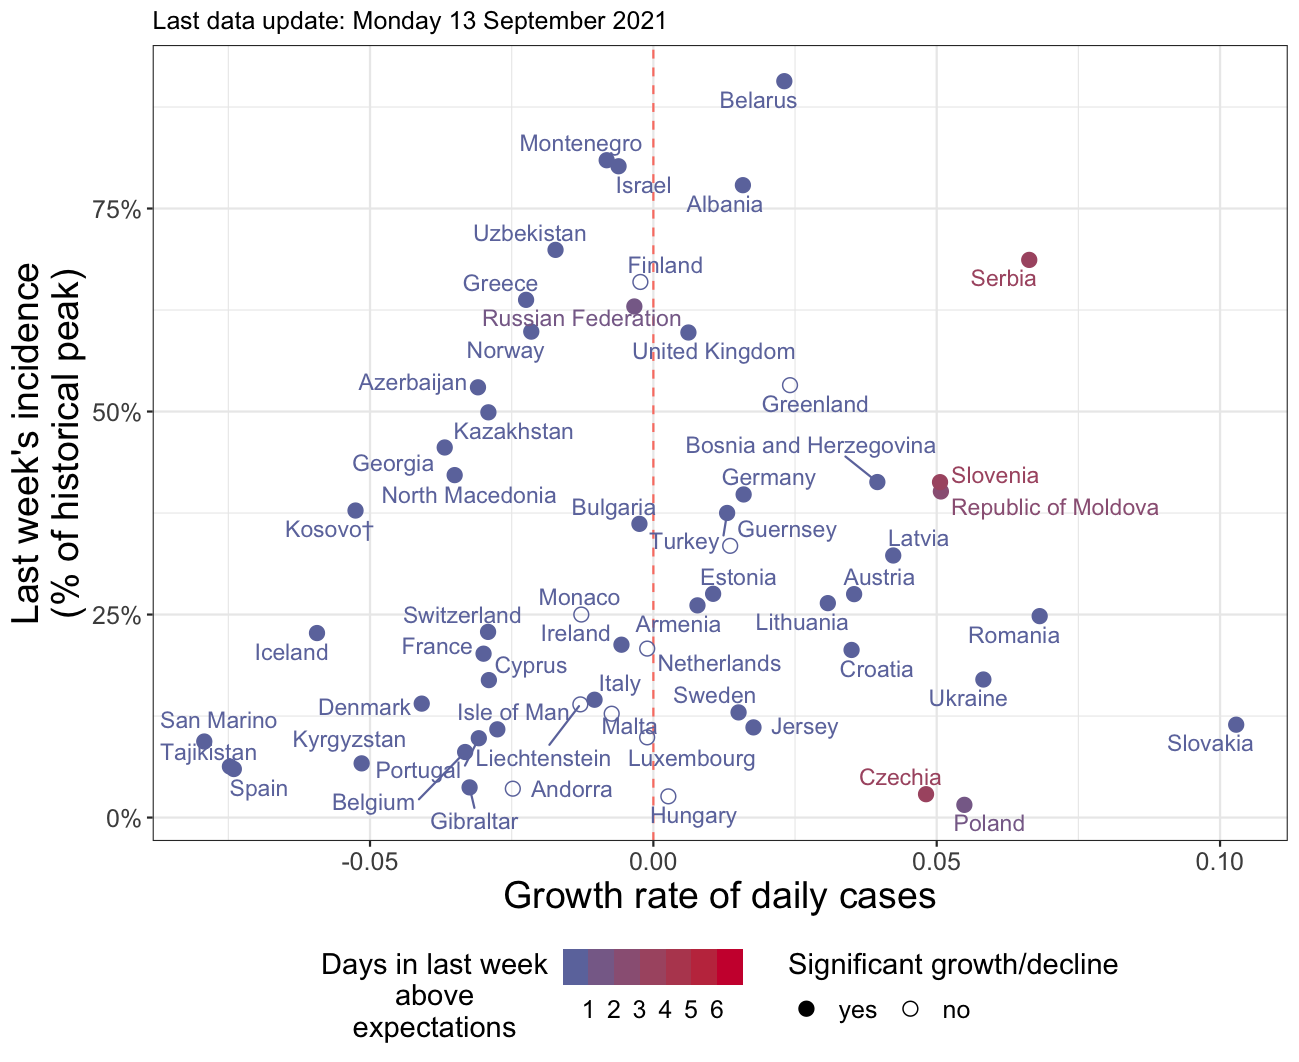 Last data update: Monday 13 September 2021
Last week's incidence
(% of historical peak)
75%
50%
25%
0%
Belarus
Montenegro
Israel
Albania
Uzbekistan
Finland
Serbia
Greece
Russian Federation
Norway
United Kingdom
Azerbaijan
Greenland
Kazakhstan
Bosnia and Herzegovina
Georgia
Germany
Slovenia
North Macedonia
Republic of Moldova
Bulgaria
Kosovo†
Guernsey
Turkey
Latvia
Estonia
Austria
Monaco
Switzerland
Armenia
Lithuania
Ireland
Romania
France
Iceland
Cyprus
Netherlands
Croatia
Italy
Sweden
Ukraine
Denmark
Isle of Man
San Marino
Malta
Jersey
Kyrgyzstan
Slovakia
Tajikistan
Liechtenstein
Luxembourg
Portugal
Czechia
Spain
Andorra
Belgium
Hungary
Gibraltar
Poland
-0.05
0.00
0.05
0.10
Growth rate of daily cases
Days in last week
above
expectations
1 2 3 4 5 6
Significant growth/decline
yes
no